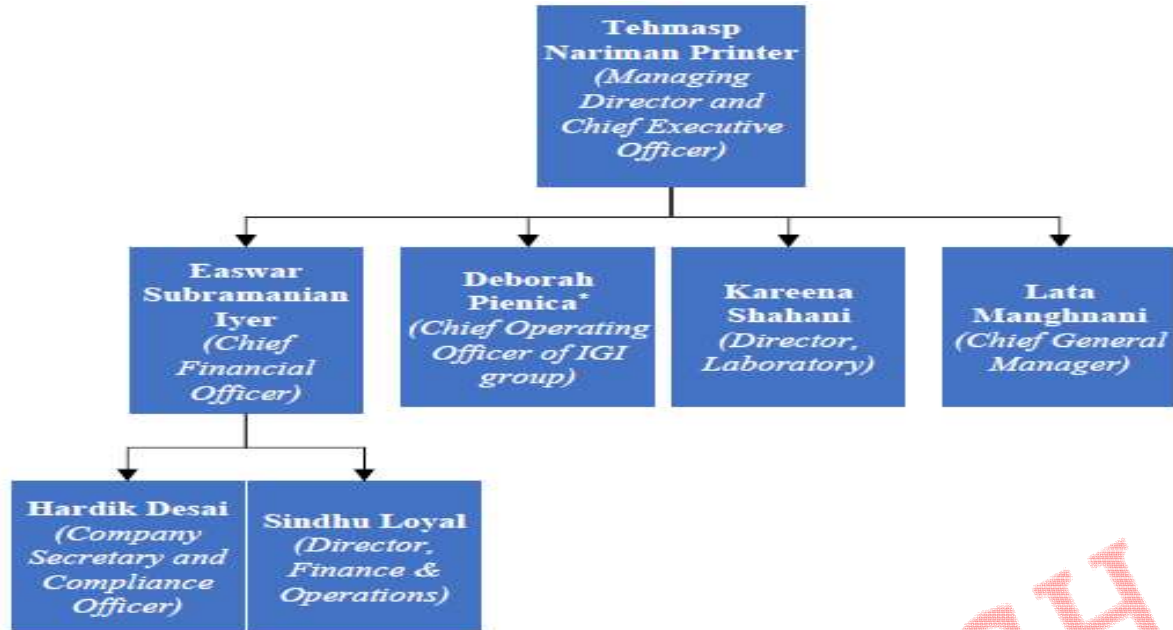 Tehmasp
Nariman Printer
(Managing
Director and
Chief Executive
Officer)
Easwar
Subramanian
Iyer
(Chief
Financial
Officer)
Deborah
Pienica*
(Chief Operating
Officer of IGI
group)
Kareena
Shahani
(Director,
Laboratory)
Lata
Manghnani
(Chief General
Manager)
Hardik Desai
(Company
Secretary and
Compliance
Officer)
Sindhu Loyal
(Director,
Finance &
Operations)